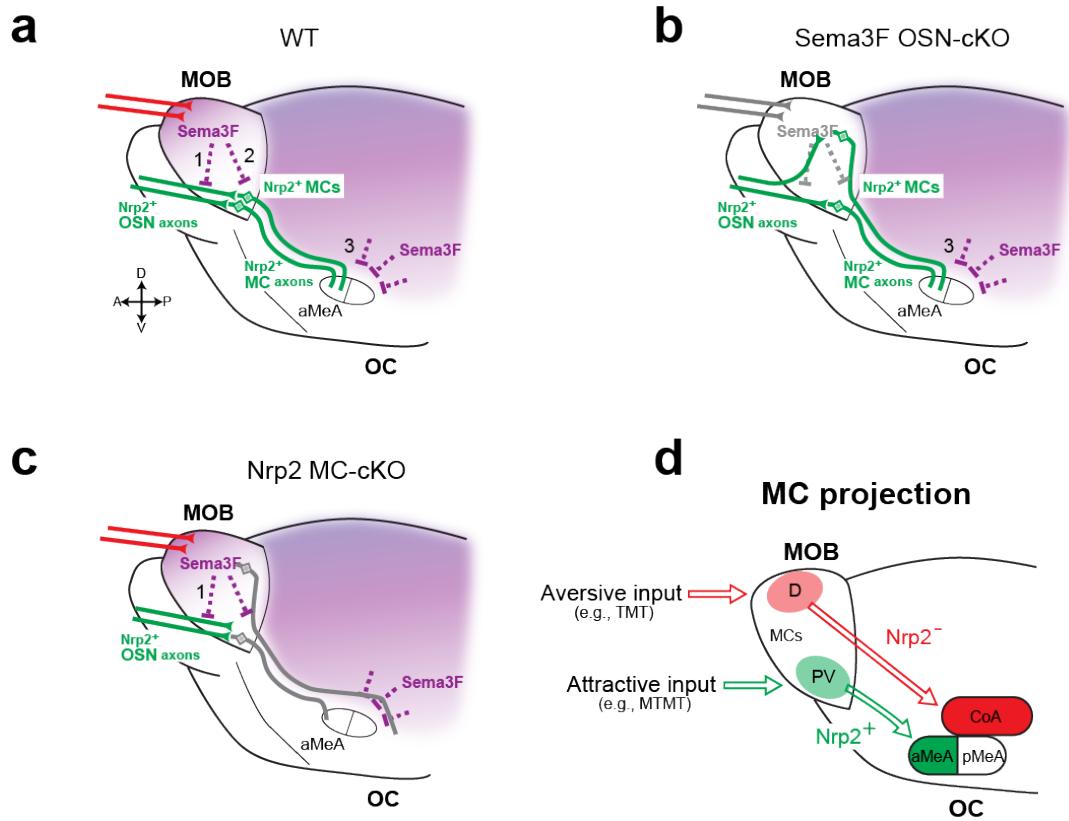 a
WT
MOB
Sema3F
1
2
Nrp2+ MCs
Nrp2+
OSN axons
3
Sema3F
Nrp2+
MC axons
aMeA
D
A P
V
OC
b
Sema3F OSN-cKO
MOB
Sema3F
Nrp2+ MCs
Nrp2+
OSN axons
3
Sema3F
Nrp2+
MC axons
aMeA
OC
c
Nrp2 MC-cKO
MOB
Sema3F
1
Nrp2+
OSN axons
Sema3F
aMeA
OC
d
MC projection
MOB
Aversive input
(e.g., TMT)
D
MCs
Nrp2−
Attractive input
(e.g., MTMT)
PV
Nrp2+
CoA
aMeA pMeA
OC